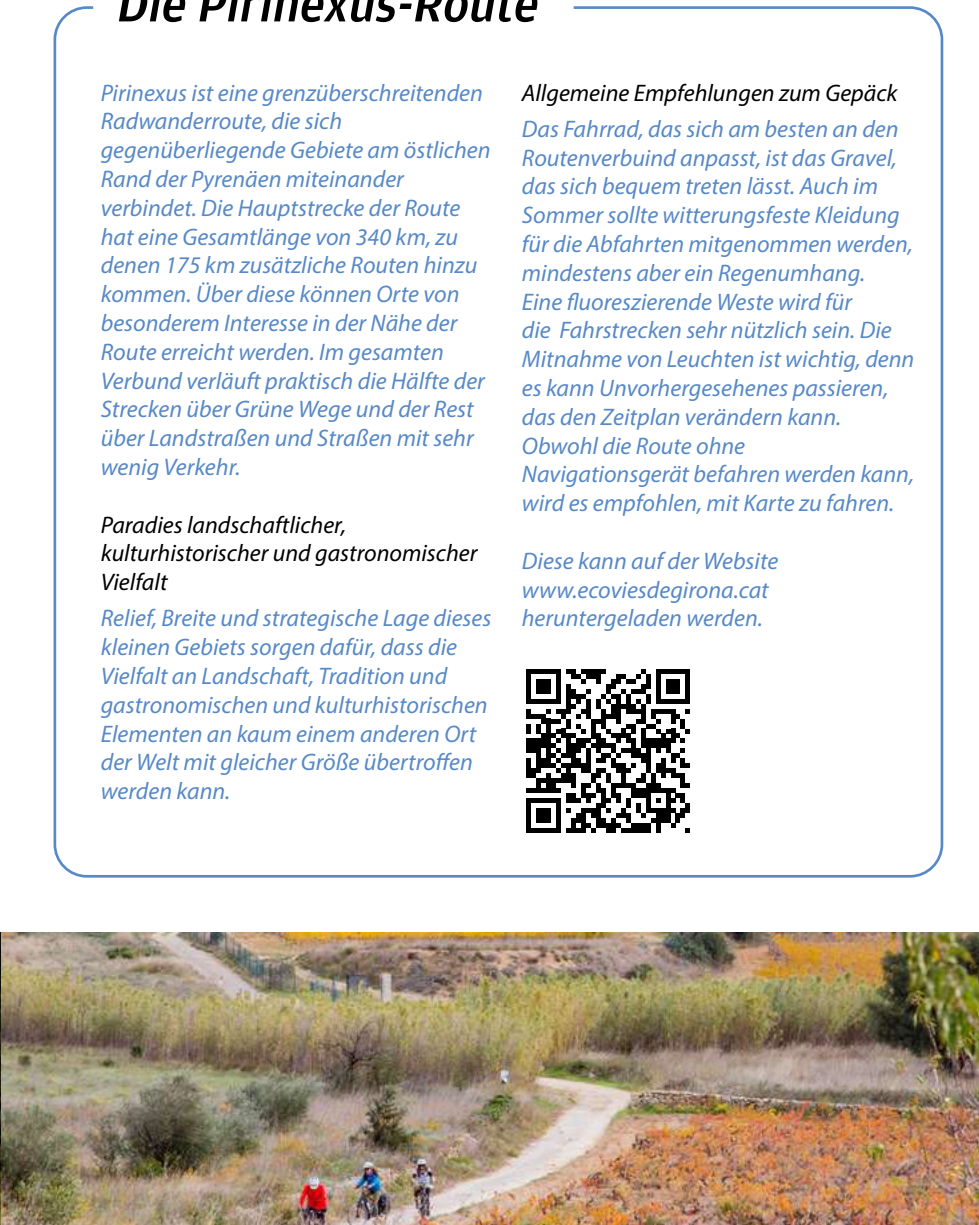 Die Pirinexus-Route
Pirinexus ist eine grenzüberschreitenden
Radwanderroute, die sich
gegenüberliegende Gebiete am östlichen
Rand der Pyrenäen miteinander
verbindet. Die Hauptstrecke der Route
hat eine Gesamtlänge von 340 km, zu
denen 175 km zusätzliche Routen hinzu
kommen. Über diese können Orte von
besonderem Interesse in der Nähe der
Route erreicht werden. Im gesamten
Verbund verläuft praktisch die Hälfte der
Strecken über Grüne Wege und der Rest
über Landstraßen und Straßen mit sehr
wenig Verkehr.
Paradies landschaftlicher,
kulturhistorischer und gastronomischer
Vielfalt
Relief, Breite und strategische Lage dieses
kleinen Gebiets sorgen dafür, dass die
Vielfalt an Landschaft, Tradition und
gastronomischen und kulturhistorischen
Elementen an kaum einem anderen Ort
der Welt mit gleicher Größe übertroffen
werden kann.
Allgemeine Empfehlungen zum Gepäck
Das Fahrrad, das sich am besten an den
Routenverbuind anpasst, ist das Gravel,
das sich bequem treten lässt. Auch im
Sommer sollte witterungsfeste Kleidung
für die Abfahrten mitgenommen werden,
mindestens aber ein Regenumhang.
Eine fluoreszierende Weste wird für
die  Fahrstrecken sehr nützlich sein. Die
Mitnahme von Leuchten ist wichtig, denn
es kann Unvorhergesehenes passieren,
das den Zeitplan verändern kann.
Obwohl die Route ohne
Navigationsgerät befahren werden kann,
wird es empfohlen, mit Karte zu fahren.
Diese kann auf der Website
www.ecoviesdegirona.cat
heruntergeladen werden.